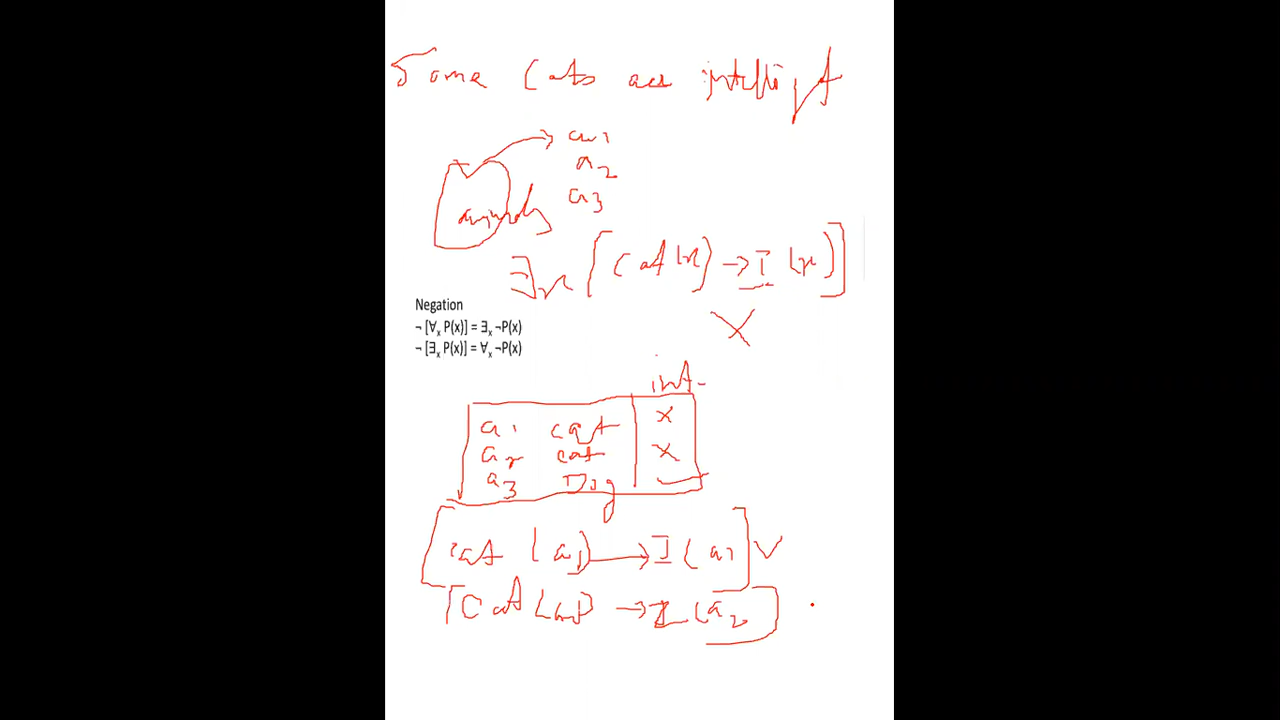 Some Cats are intelligent
a1
a2
a3
animals
∃x [Cat(x) → I(x)]
X
Negation
¬ [∀x P(x)] = ∃x ¬P(x)
¬ [∃x P(x)] = ∀x ¬P(x)
int-
a1 cat x
a2 cat x
a3 Dog ✓
[cat (a1) → I (a1] ∨
[Cat (a2) → I (a2]